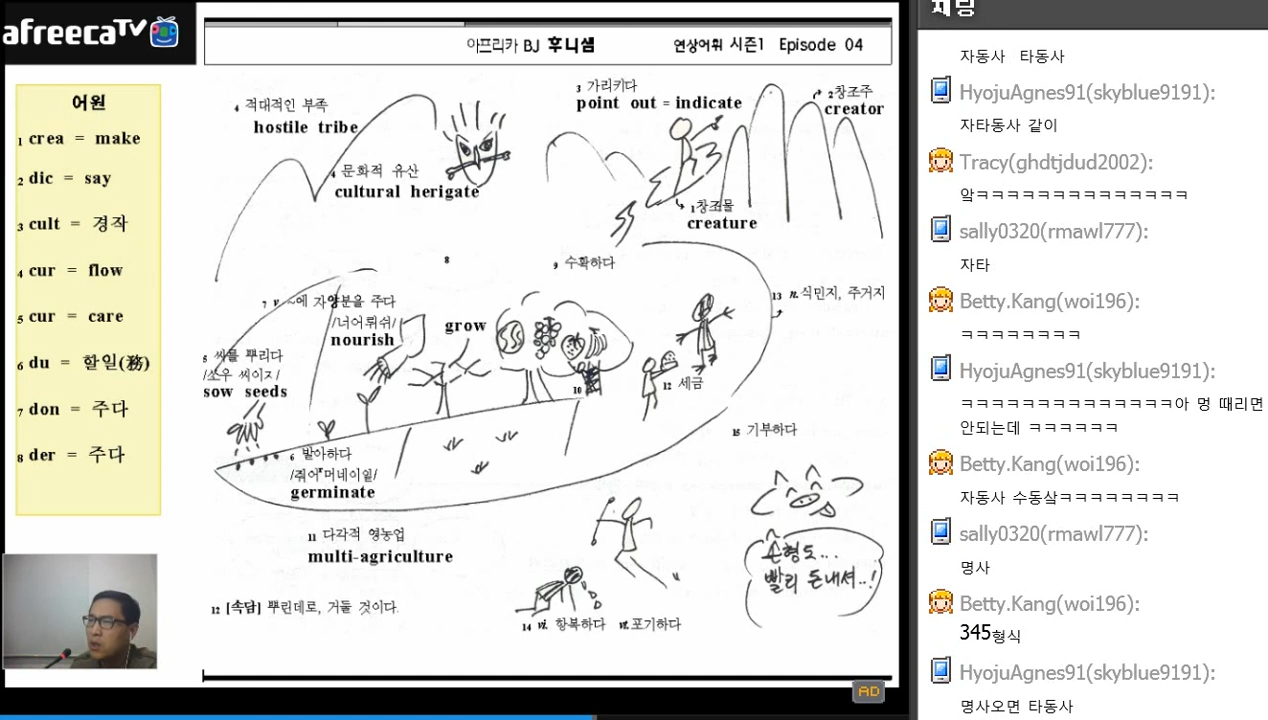 afreecaTV
아프리카 BJ 후니쌤
연상어휘 시즌1 Episode 04
어원
1 crea = make
2 dic = say
3 cult = 경작
4 cur = flow
5 cur = care
6 du = 할일(務)
7 don = 주다
8 der = 주다
4 적대적인 부족
hostile tribe
4 문화적 유산
cultural herigate
3 가리키다
point out = indicate
2 창조주
creator
1 창조물
creature
8
9 수확하다
7 v. ~에 자양분을 주다
/너어뤼쉬/
nourish
grow
5 씨를 뿌리다
/쏘우 씨이즈/
sow seeds
6 발아하다
/줘어'머네이일/
germinate
10
12 세금
13 n.식민지, 주거지
15 기부하다
11 다각적 영농업
multi-agriculture
12 [속담] 뿌린데로, 거둘 것이다.
14 vi. 항복하다 vt.포기하다
손형도...
빨리 돈내셔..!
AD
채팅
자동사 타동사
HyojuAgnes91(skyblue9191):
자타동사 같이
Tracy(ghdtjdud2002):
앜ㅋㅋㅋㅋㅋㅋㅋㅋㅋㅋㅋㅋㅋㅋ
sally0320(rmawl777):
자타
Betty.Kang(woi196):
ㅋㅋㅋㅋㅋㅋㅋㅋ
HyojuAgnes91(skyblue9191):
ㅋㅋㅋㅋㅋㅋㅋㅋㅋㅋㅋㅋㅋㅋ아 멍 때리면
안되는데 ㅋㅋㅋㅋㅋㅋ
Betty.Kang(woi196):
자동사 수동삼ㅋㅋㅋㅋㅋㅋㅋㅋ
sally0320(rmawl777):
명사
Betty.Kang(woi196):
345형식
HyojuAgnes91(skyblue9191):
명사오면 타동사